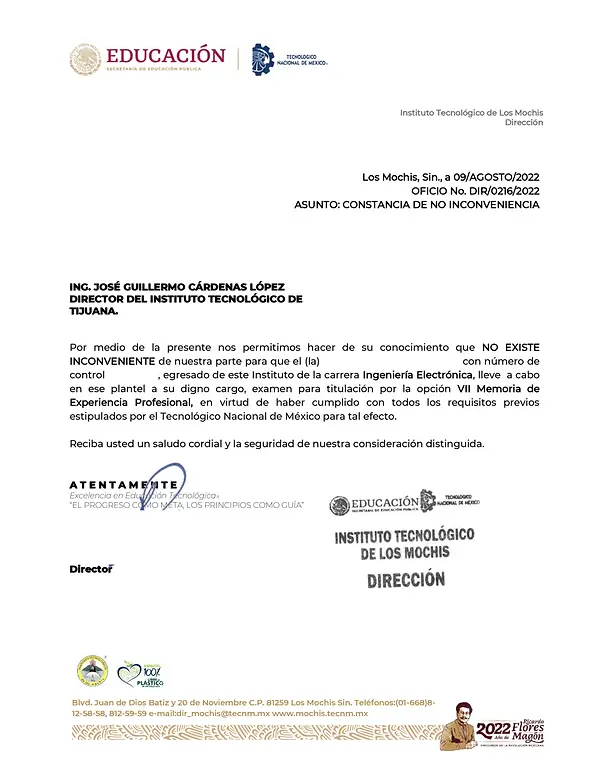 EDUCACIÓN
SECRETARÍA DE EDUCACIÓN PÚBLICA
TECNOLÓGICO
NACIONAL DE MÉXICO
Instituto Tecnológico de Los Mochis
Dirección
Los Mochis, Sin., a 09/AGOSTO/2022
OFICIO No. DIR/0216/2022
ASUNTO: CONSTANCIA DE NO INCONVENIENCIA
ING. JOSÉ GUILLERMO CÁRDENAS LÓPEZ
DIRECTOR DEL INSTITUTO TECNOLÓGICO DE
TIJUANA.
Por medio de la presente nos permitimos hacer de su conocimiento que NO EXISTE
INCONVENIENTE de nuestra parte para que el (la) con número de
control , egresado de este Instituto de la carrera Ingeniería Electrónica, lleve a cabo
en ese plantel a su digno cargo, examen para titulación por la opción VII Memoria de
Experiencia Profesional, en virtud de haber cumplido con todos los requisitos previos
estipulados por el Tecnológico Nacional de México para tal efecto.
Reciba usted un saludo cordial y la seguridad de nuestra consideración distinguida.
ATENTAMENTE
Excelencia en Educación Tecnológica®
"EL PROGRESO COMO META, LOS PRINCIPIOS COMO GUÍA"
EDUCACIÓN
SECRETARÍA DE EDUCACIÓN PÚBLICA
TECNOLÓGICO
NACIONAL DE MÉXICO
INSTITUTO TECNOLÓGICO
DE LOS MOCHIS
DIRECCIÓN
Director
100%
PLÁSTICO
Blvd. Juan de Dios Batiz y 20 de Noviembre C.P. 81259 Los Mochis Sin. Teléfonos:(01-668)8-
12-58-58, 812-59-59 e-mail:dir_mochis@tecnm.mx www.mochis.tecnm.mx
2022 Ricardo
Año de Flores
Magón
PRECURSOR DE LA REVOLUCIÓN MEXICANA